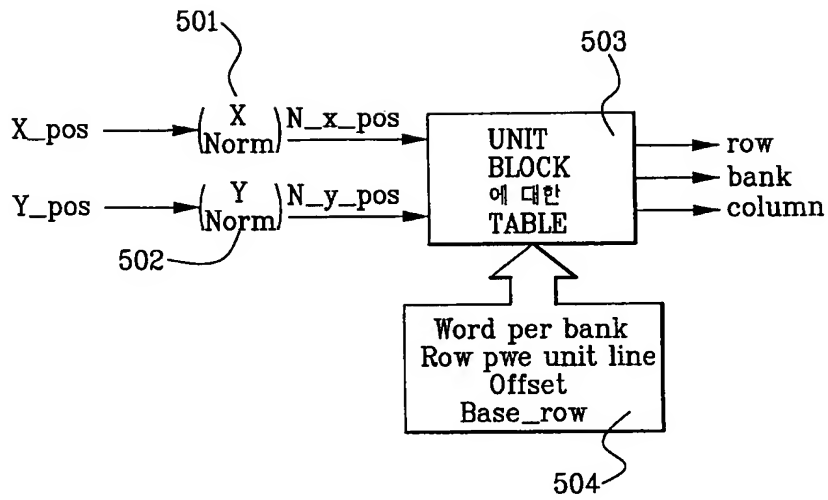 501
503
X_pos
X
Norm
N_x_pos
UNIT
BLOCK
에 대한
TABLE
row
bank
column
Y_pos
Y
Norm
N_y_pos
502
Word per bank
Row pwe unit line
Offset
Base_row
504